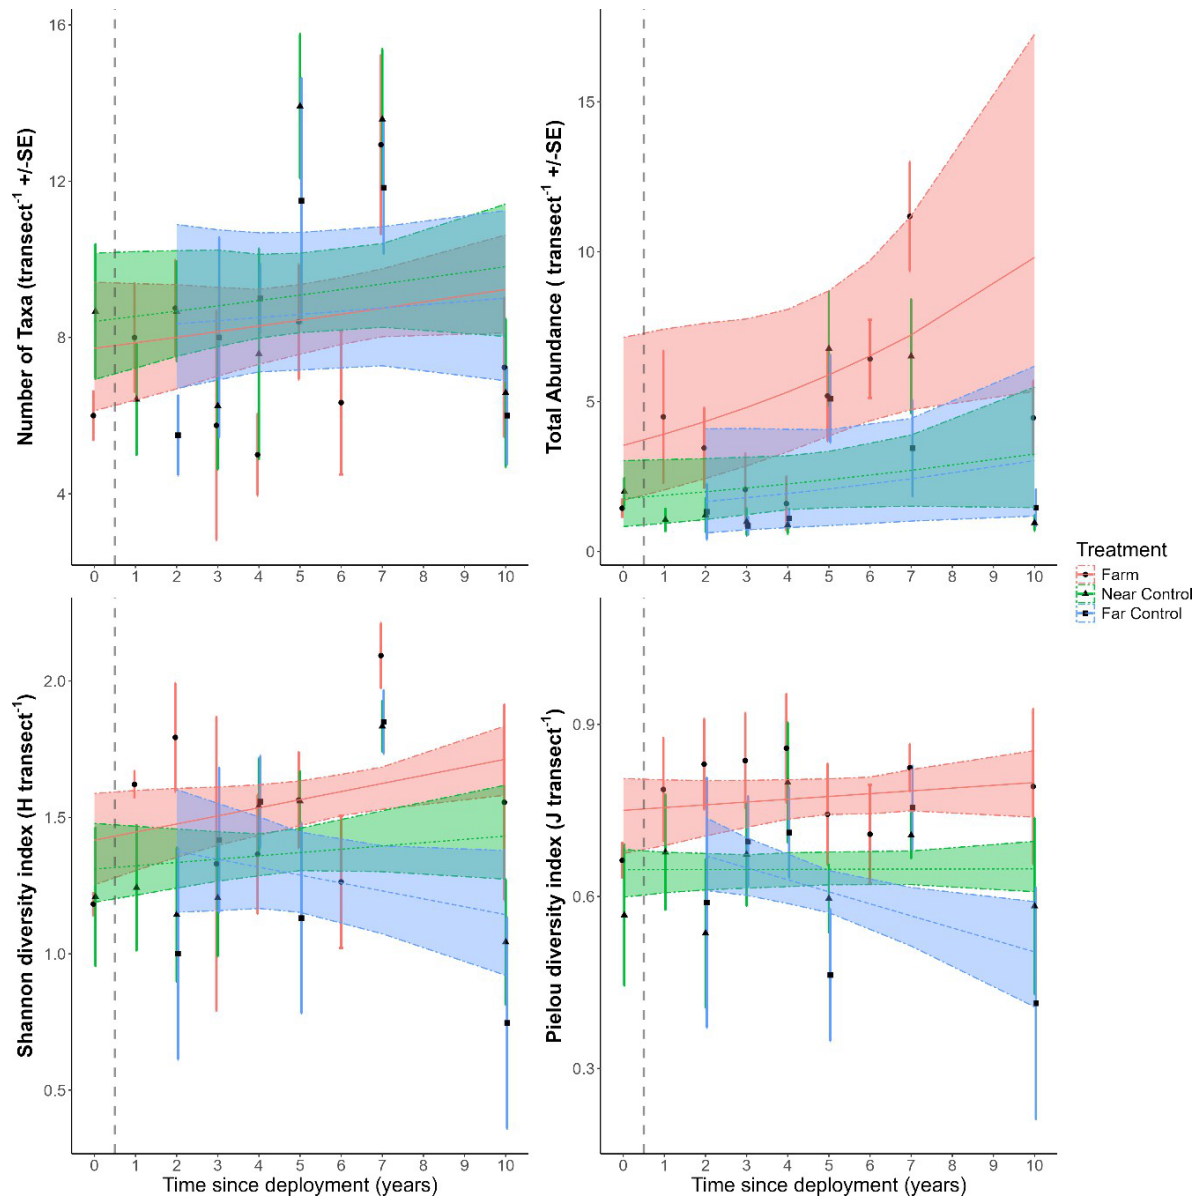 Number of Taxa (transect⁻¹ +/-SE)
16
12
8
4
0 1 2 3 4 5 6 7 8 9 10
Total Abundance ( transect⁻¹ +/-SE)
15
10
5
0
0 1 2 3 4 5 6 7 8 9 10
Treatment
Farm
Near Control
Far Control
Shannon diversity index (H transect⁻¹)
2.0
1.5
1.0
0.5
0 1 2 3 4 5 6 7 8 9 10
Time since deployment (years)
Pielou diversity index (J transect⁻¹)
0.9
0.6
0.3
0 1 2 3 4 5 6 7 8 9 10
Time since deployment (years)